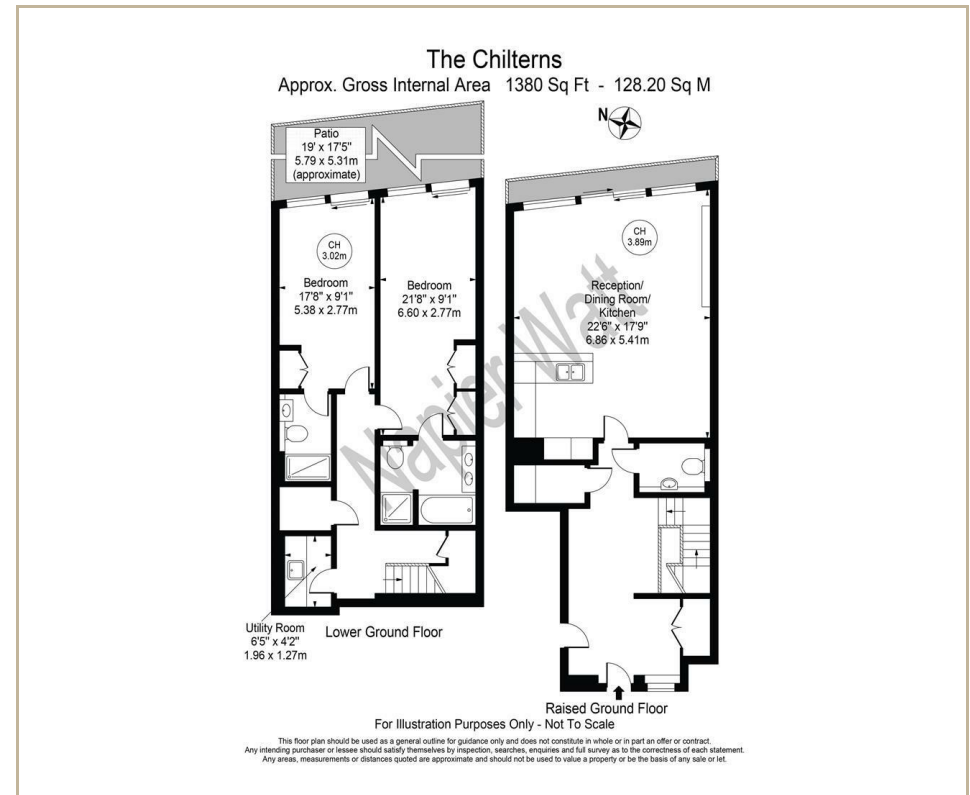 The Chilterns
Approx. Gross Internal Area 1380 Sq Ft - 128.20 Sq M
N
Patio
19' x 17'5"
5.79 x 5.31m
(approximate)
CH
3.02m
Bedroom
17'8" x 9'1"
5.38 x 2.77m
Bedroom
21'8" x 9'1"
6.60 x 2.77m
CH
3.89m
Reception/
Dining Room/
Kitchen
22'6" x 17'9"
6.86 x 5.41m
Napier Watt
Utility Room
6'5" x 4'2"
1.96 x 1.27m
Lower Ground Floor
Raised Ground Floor
For Illustration Purposes Only - Not To Scale
This floor plan should be used as a general outline for guidance only and does not constitute in whole or in part an offer or contract.
Any intending purchaser or lessee should satisfy themselves by inspection, searches, enquiries and full survey as to the correctness of each statement.
Any areas, measurements or distances quoted are approximate and should not be used to value a property or be the basis of any sale or let.